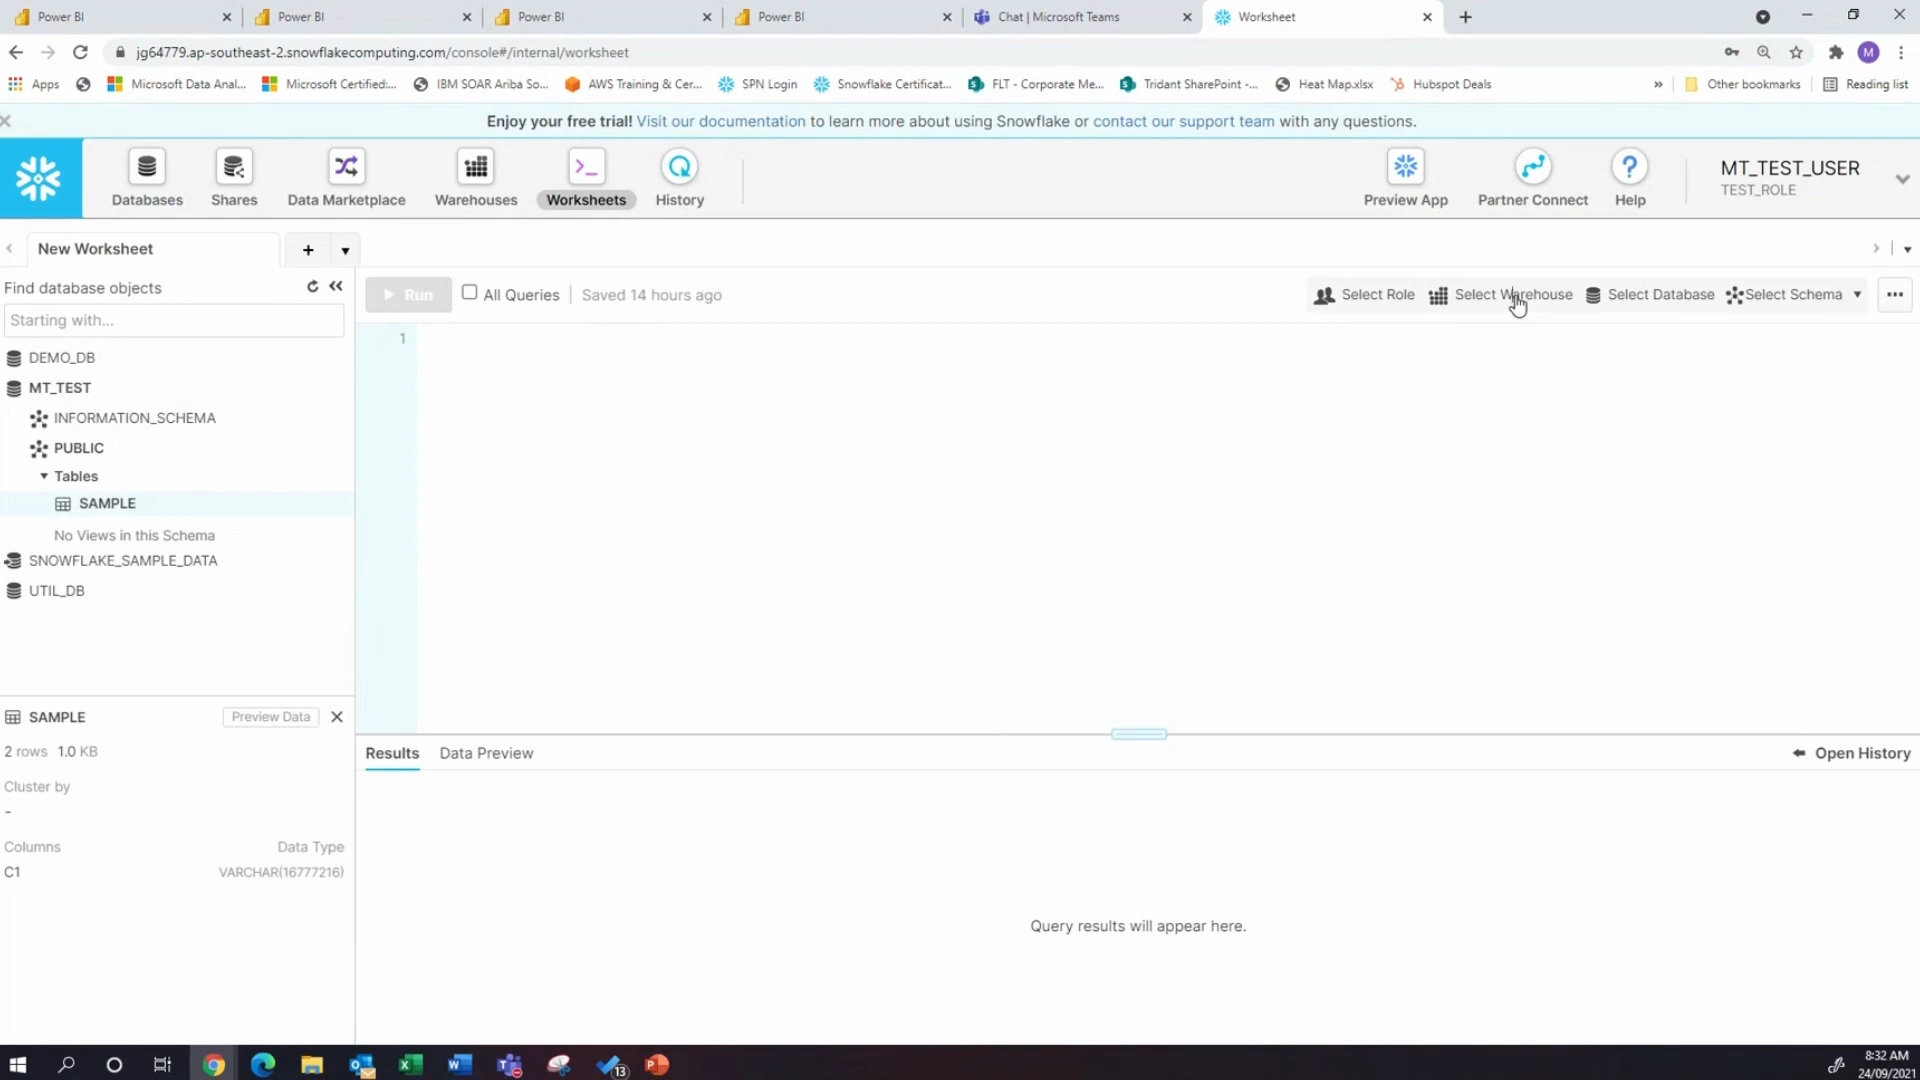 Power BI
Power BI
Power BI
Power BI
Chat | Microsoft Teams
Worksheet
jg64779.ap-southeast-2.snowflakecomputing.com/console#/internal/worksheet
M
Apps
Microsoft Data Anal...
Microsoft Certified:...
IBM SOAR Ariba So...
AWS Training & Cer...
SPN Login
Snowflake Certificat...
FLT - Corporate Me...
Tridant SharePoint -...
Heat Map.xlsx
Hubspot Deals
»
Other bookmarks
Reading list
Enjoy your free trial! Visit our documentation to learn more about using Snowflake or contact our support team with any questions.
Databases
Shares
Data Marketplace
Warehouses
Worksheets
History
Preview App
Partner Connect
Help
MT_TEST_USER
TEST_ROLE
New Worksheet
Find database objects
Starting with...
Run
All Queries
Saved 14 hours ago
Select Role
Select Warehouse
Select Database
Select Schema
1
DEMO_DB
MT_TEST
INFORMATION_SCHEMA
PUBLIC
Tables
SAMPLE
No Views in this Schema
SNOWFLAKE_SAMPLE_DATA
UTIL_DB
SAMPLE
Preview Data
2 rows 1.0 KB
Cluster by
-
Columns Data Type
C1 VARCHAR(16777216)
Results
Data Preview
Open History
Query results will appear here.
13
8:32 AM
24/09/2021